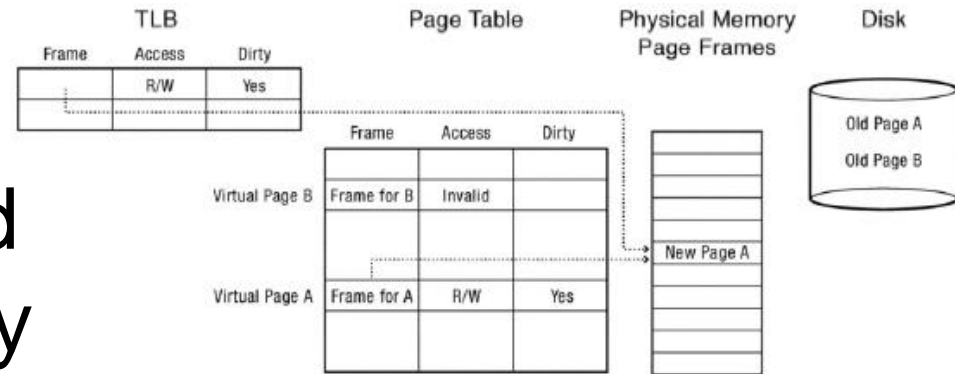 TLB
Page Table
Physical Memory
Page Frames
Disk
Frame Access Dirty
R/W Yes
Frame Access Dirty
Virtual Page B Frame for B Invalid
Virtual Page A Frame for A R/W Yes
New Page A
Old Page A
Old Page B
d
y